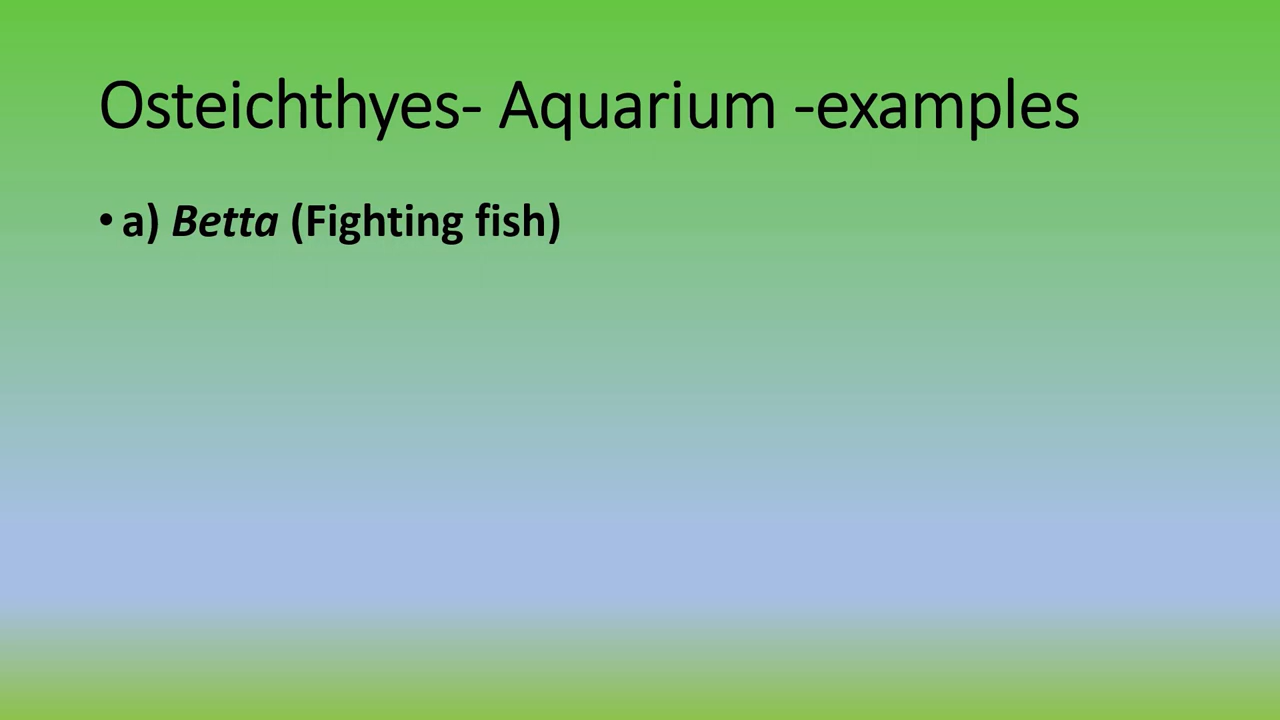 Osteichthyes- Aquarium -examples
• a) Betta (Fighting fish)